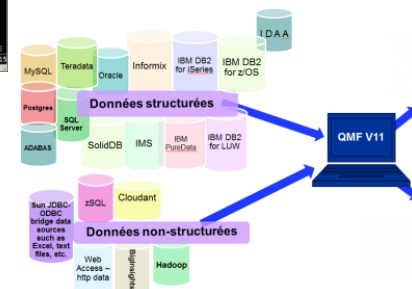 IDAA
MySQL
Teradata
Oracle
Informix
IBM DB2
for iSeries
IBM DB2
for z/OS
Postgres
SQL
Server
Données structurées
ADABAS
SolidDB
IMS
IBM
PureData
IBM DB2
for LUW
QMF V11
Sun JDBC-
ODBC
bridge data
sources
such as
Excel, text
files, etc.
zSQL
Cloudant
Données non-structurées
Web
Access –
http data
BigInsights
Hadoop